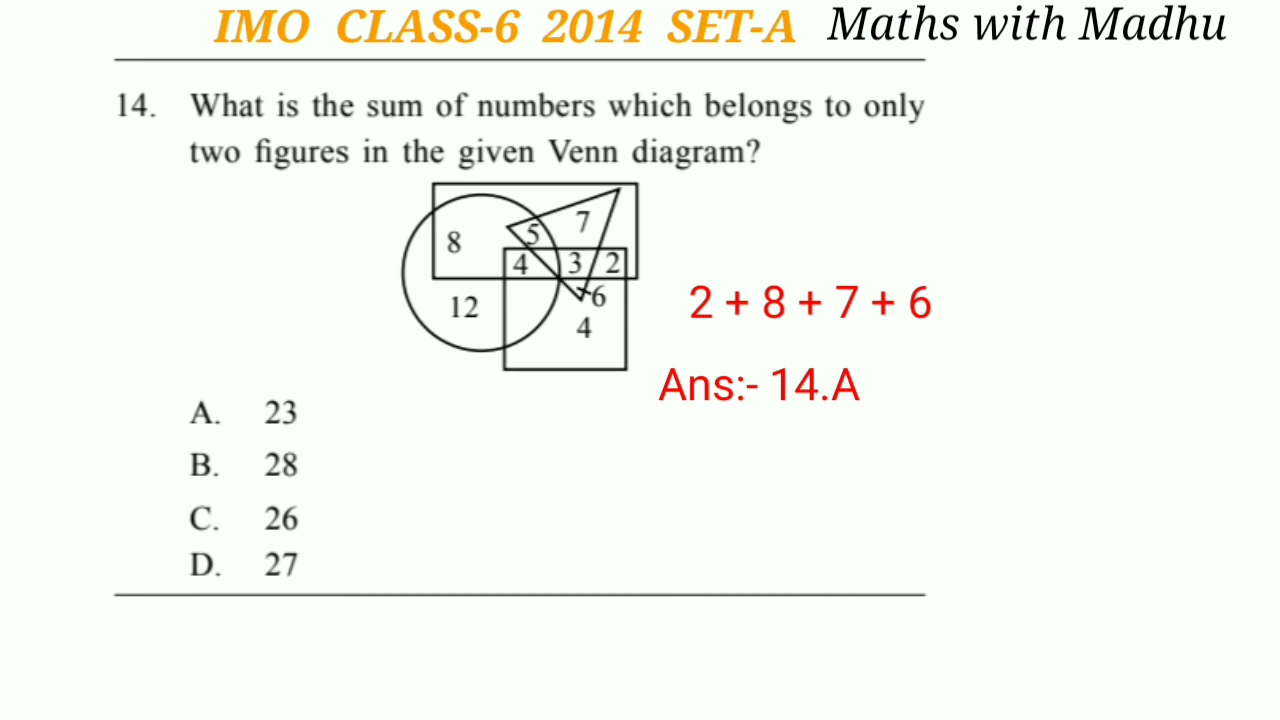 IMO CLASS-6 2014 SET-A Maths with Madhu
14. What is the sum of numbers which belongs to only
two figures in the given Venn diagram?
7
8 5
4 3 2
12 6
4
2 + 8 + 7 + 6
Ans:- 14.A
A. 23
B. 28
C. 26
D. 27